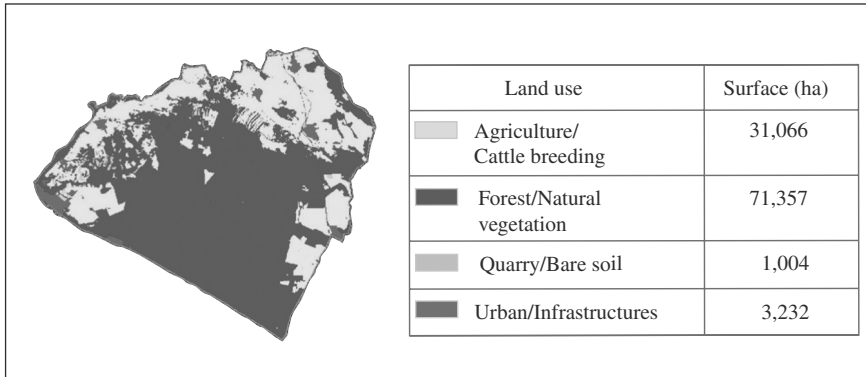 Land use Surface (ha)
Agriculture/
Cattle breeding 31,066
Forest/Natural
vegetation 71,357
Quarry/Bare soil 1,004
Urban/Infrastructures 3,232